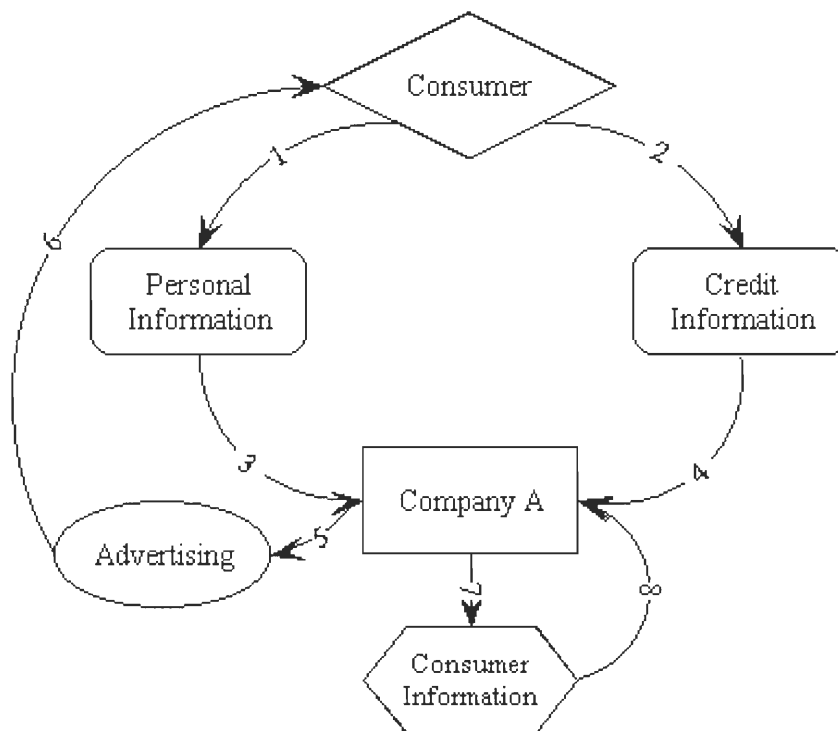 Consumer
1
2
6
Personal
Information
Credit
Information
3
4
Company A
5
Advertising
7
8
Consumer
Information